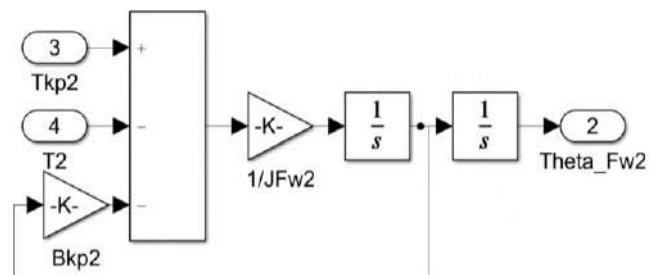 3
+
Tkp2
4
−
T2
-K-
−
Bkp2
-K-
1/JFw2
1
s
1
s
2
Theta_Fw2